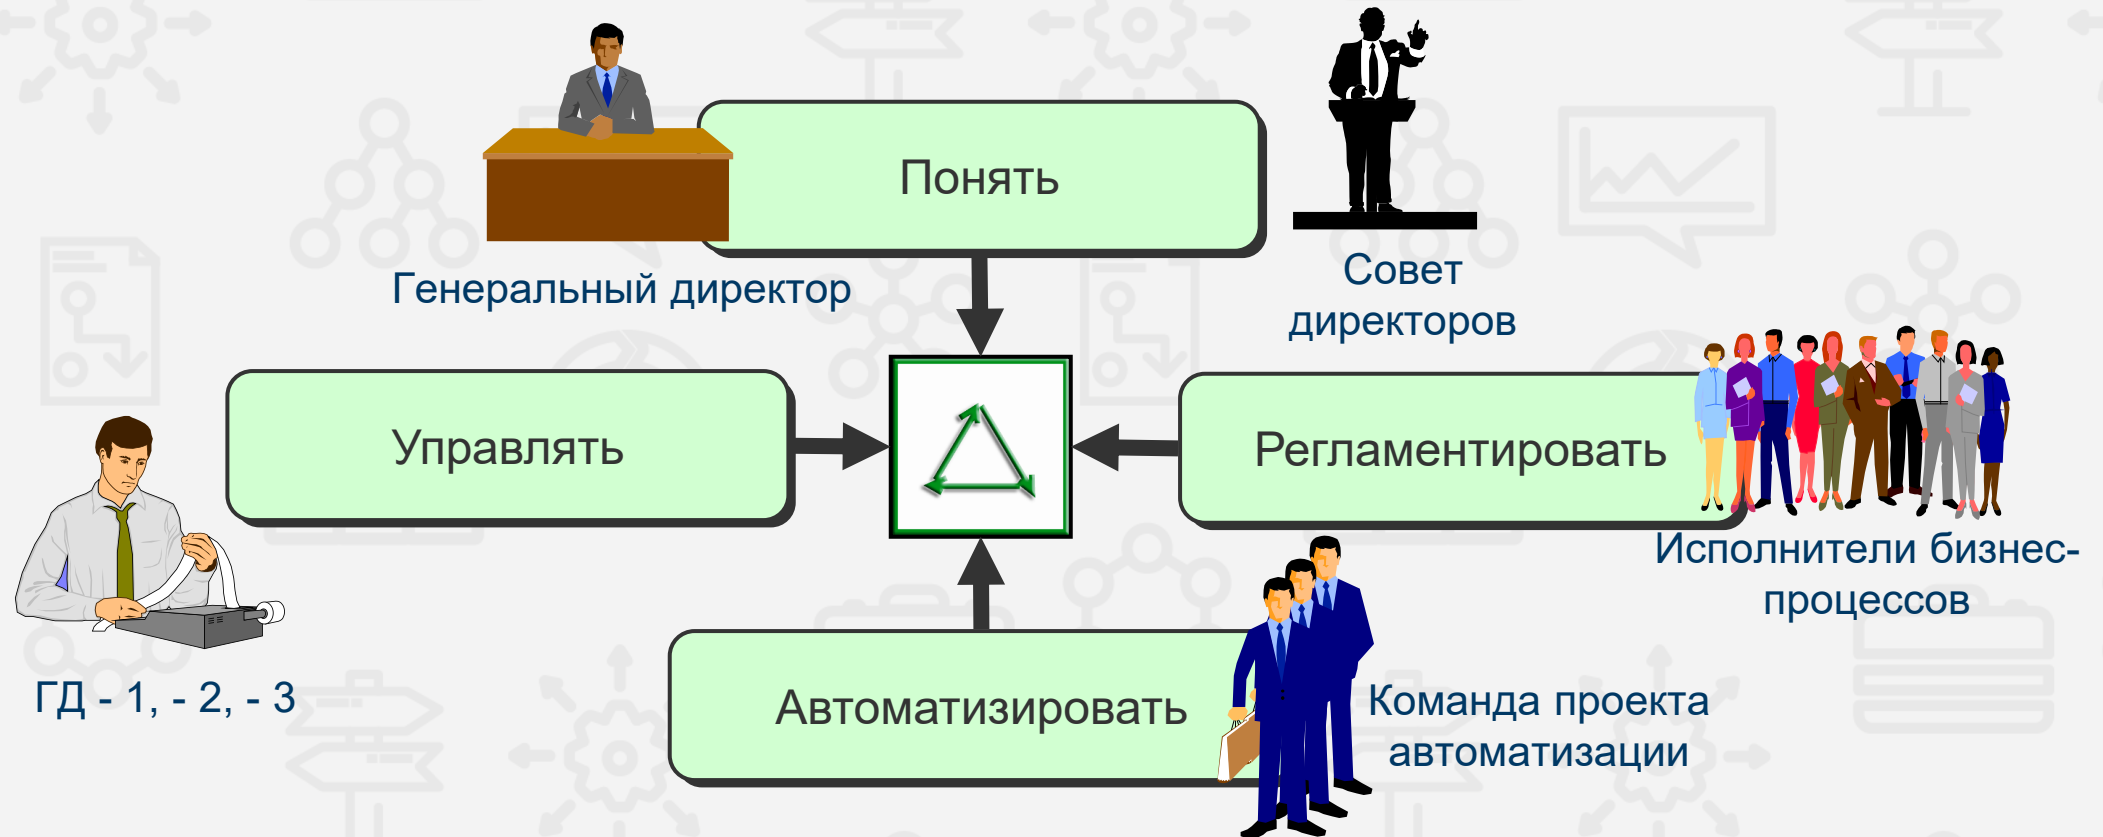 Понять
Генеральный директор
Совет
директоров
Управлять
Регламентировать
Исполнители бизнес-
процессов
ГД - 1, - 2, - 3
Автоматизировать
Команда проекта
автоматизации